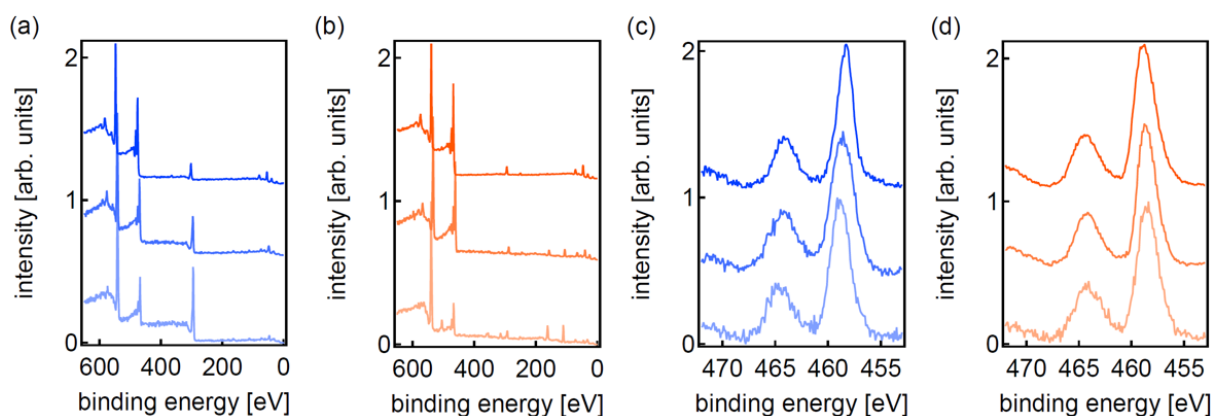 (a)
(b)
(c)
(d)
intensity [arb. units]
2
1
0
600 400 200 0
binding energy [eV]
intensity [arb. units]
2
1
0
600 400 200 0
binding energy [eV]
intensity [arb. units]
2
1
0
470 465 460 455
binding energy [eV]
intensity [arb. units]
2
1
0
470 465 460 455
binding energy [eV]